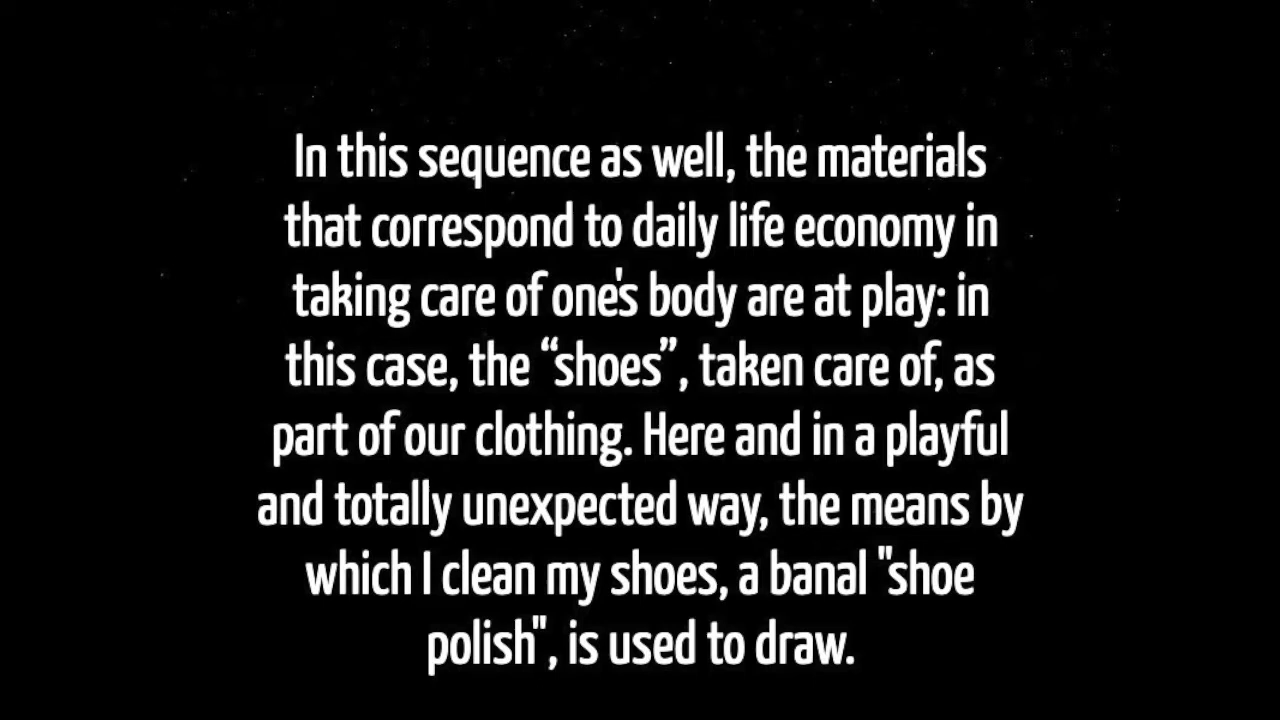 In this sequence as well, the materials
that correspond to daily life economy in
taking care of one's body are at play: in
this case, the “shoes”, taken care of, as
part of our clothing. Here and in a playful
and totally unexpected way, the means by
which I clean my shoes, a banal "shoe
polish", is used to draw.